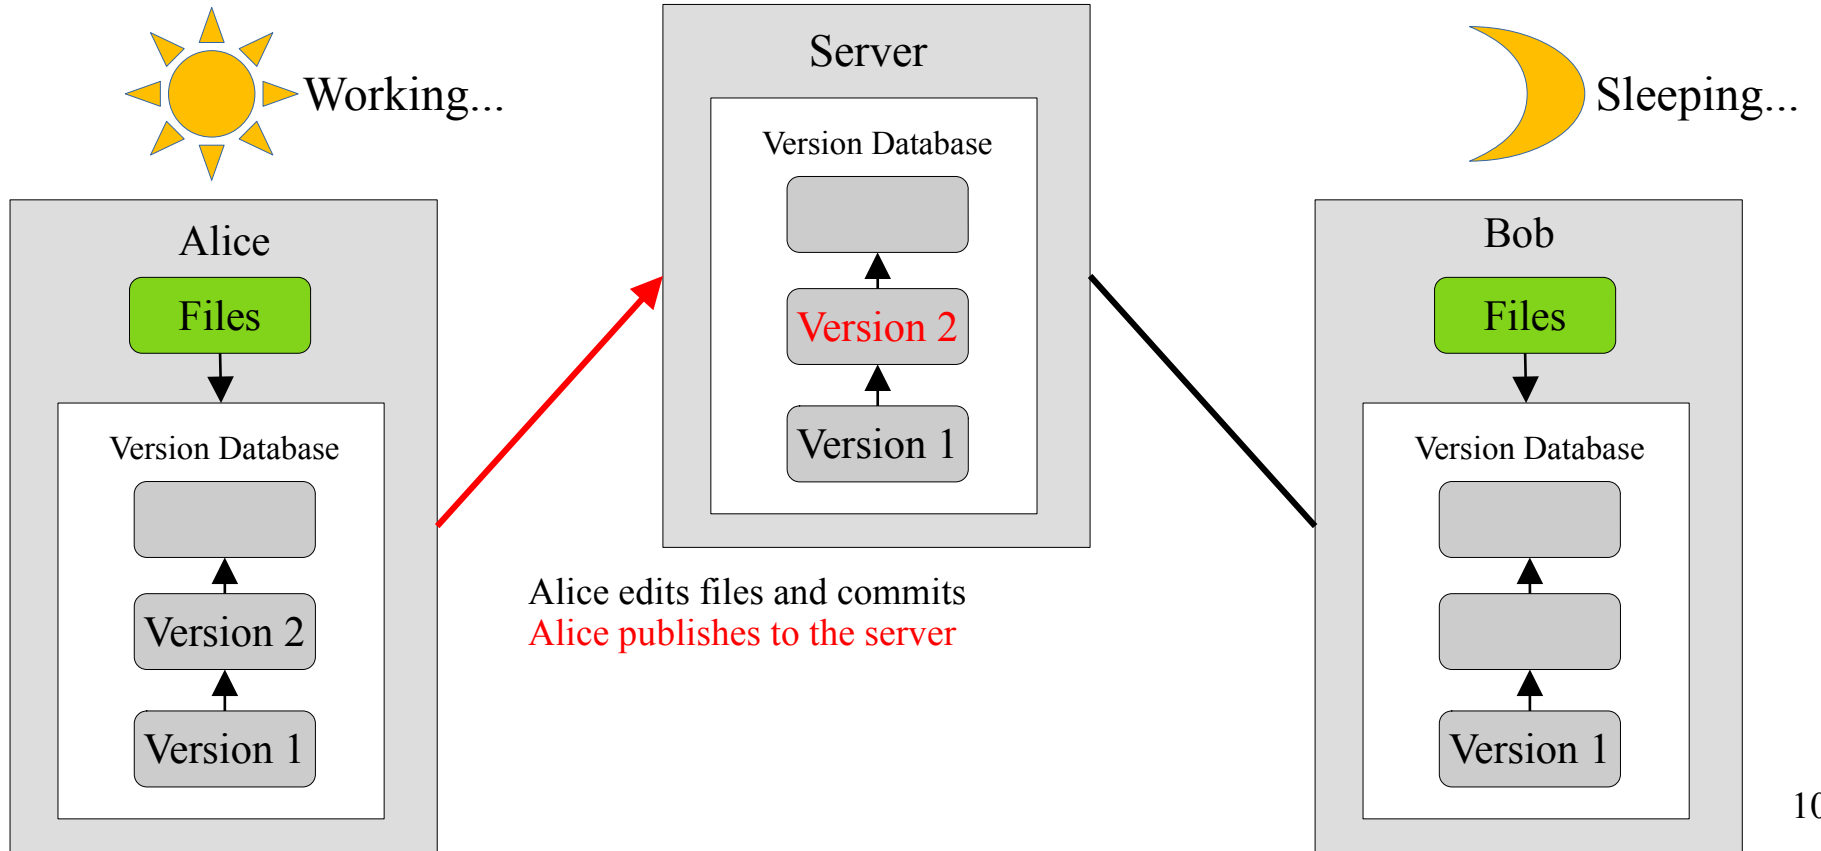 Working...
Server
Sleeping...
Version Database
Version 2
Version 1
Alice
Files
Version Database
Version 2
Version 1
Alice edits files and commits
Alice publishes to the server
Bob
Files
Version Database
Version 1
10